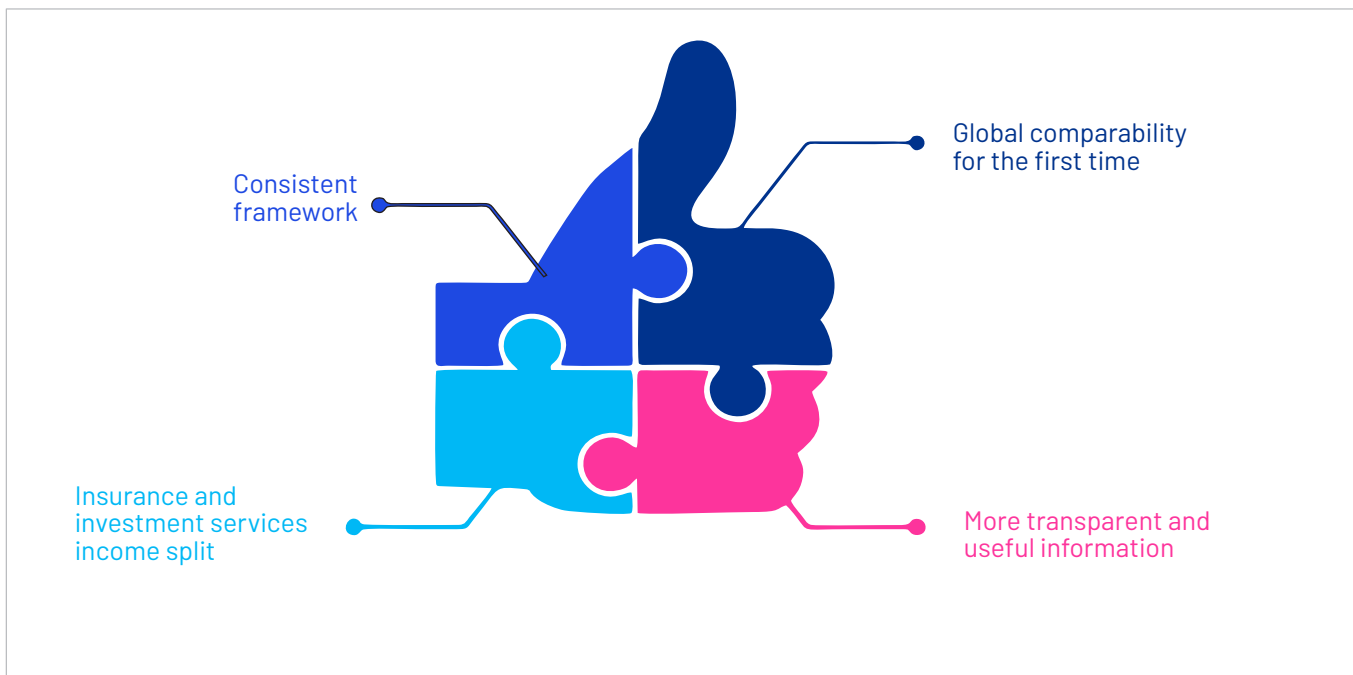 Consistent
framework
Global comparability
for the first time
Insurance and
investment services
income split
More transparent and
useful information